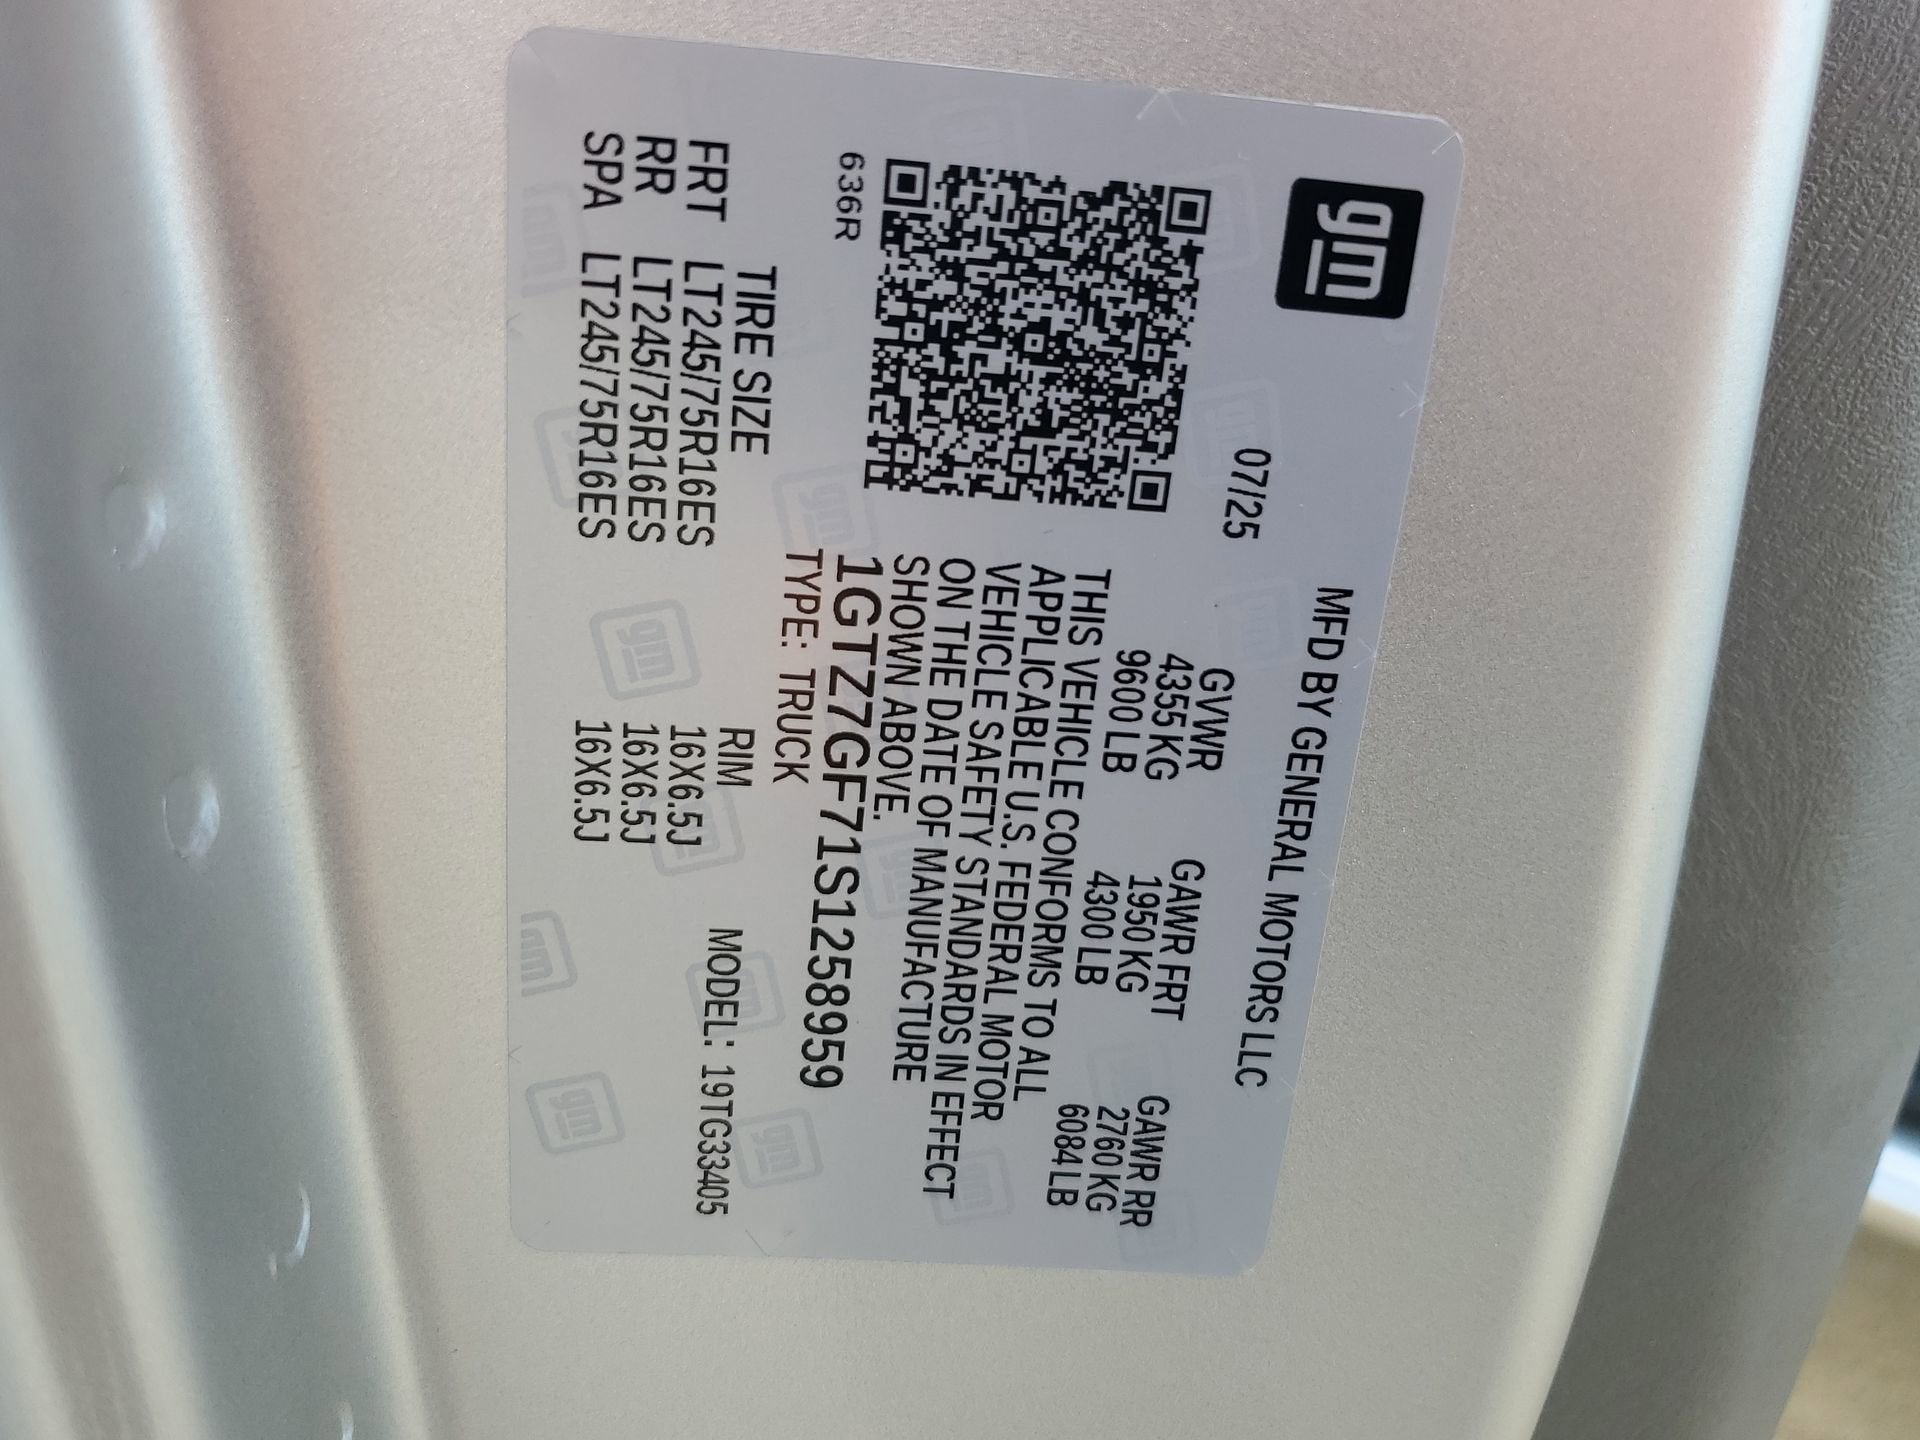 gm
MFD BY GENERAL MOTORS LLC
07/25
GVWR GAWR FRT GAWR RR
4355 KG 1950 KG 2760 KG
9600 LB 4300 LB 6084 LB
THIS VEHICLE CONFORMS TO ALL
APPLICABLE U.S. FEDERAL MOTOR
VEHICLE SAFETY STANDARDS IN EFFECT
ON THE DATE OF MANUFACTURE
SHOWN ABOVE.
1GTZ7GF71S1258959
636R
TYPE: TRUCK
TIRE SIZE RIM MODEL: 19TG33405
FRT LT245/75R16ES 16X6.5J
RR LT245/75R16ES 16X6.5J
SPA LT245/75R16ES 16X6.5J